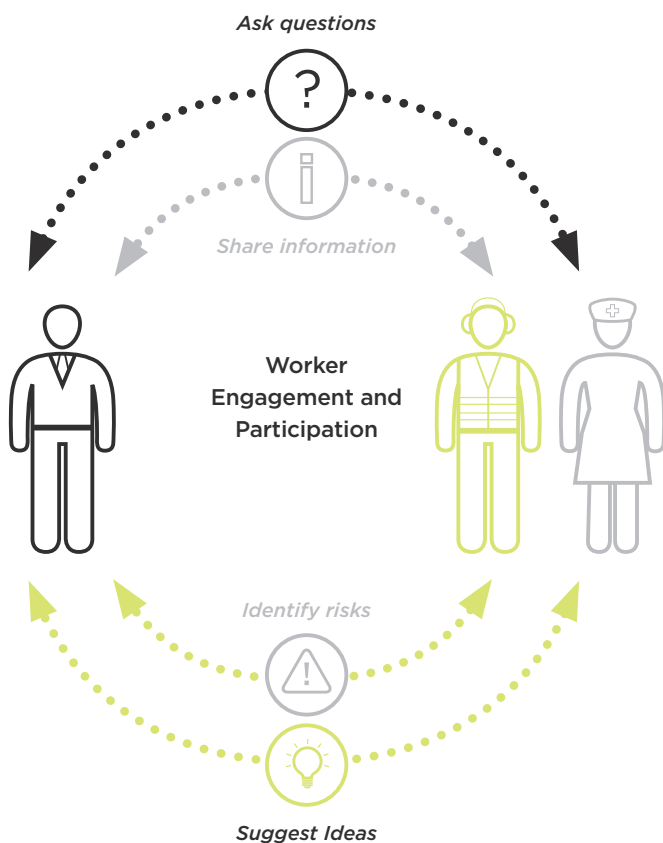 Ask questions
?
i
Share information
Worker
Engagement and
Participation
Identify risks
!
Suggest Ideas